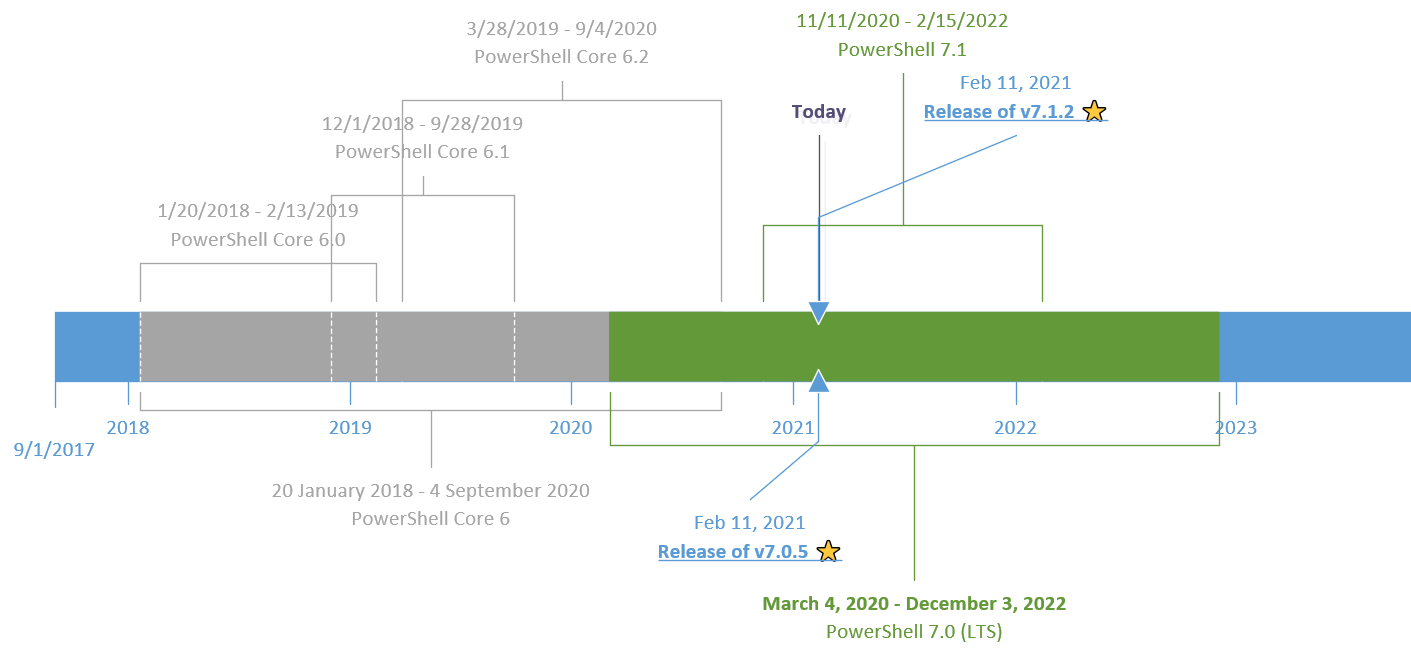 3/28/2019 - 9/4/2020
PowerShell Core 6.2
11/11/2020 - 2/15/2022
PowerShell 7.1
Feb 11, 2021
Release of v7.1.2
Today
12/1/2018 - 9/28/2019
PowerShell Core 6.1
1/20/2018 - 2/13/2019
PowerShell Core 6.0
2018
2019
2020
2021
2022
2023
9/1/2017
20 January 2018 - 4 September 2020
PowerShell Core 6
Feb 11, 2021
Release of v7.0.5
March 4, 2020 - December 3, 2022
PowerShell 7.0 (LTS)